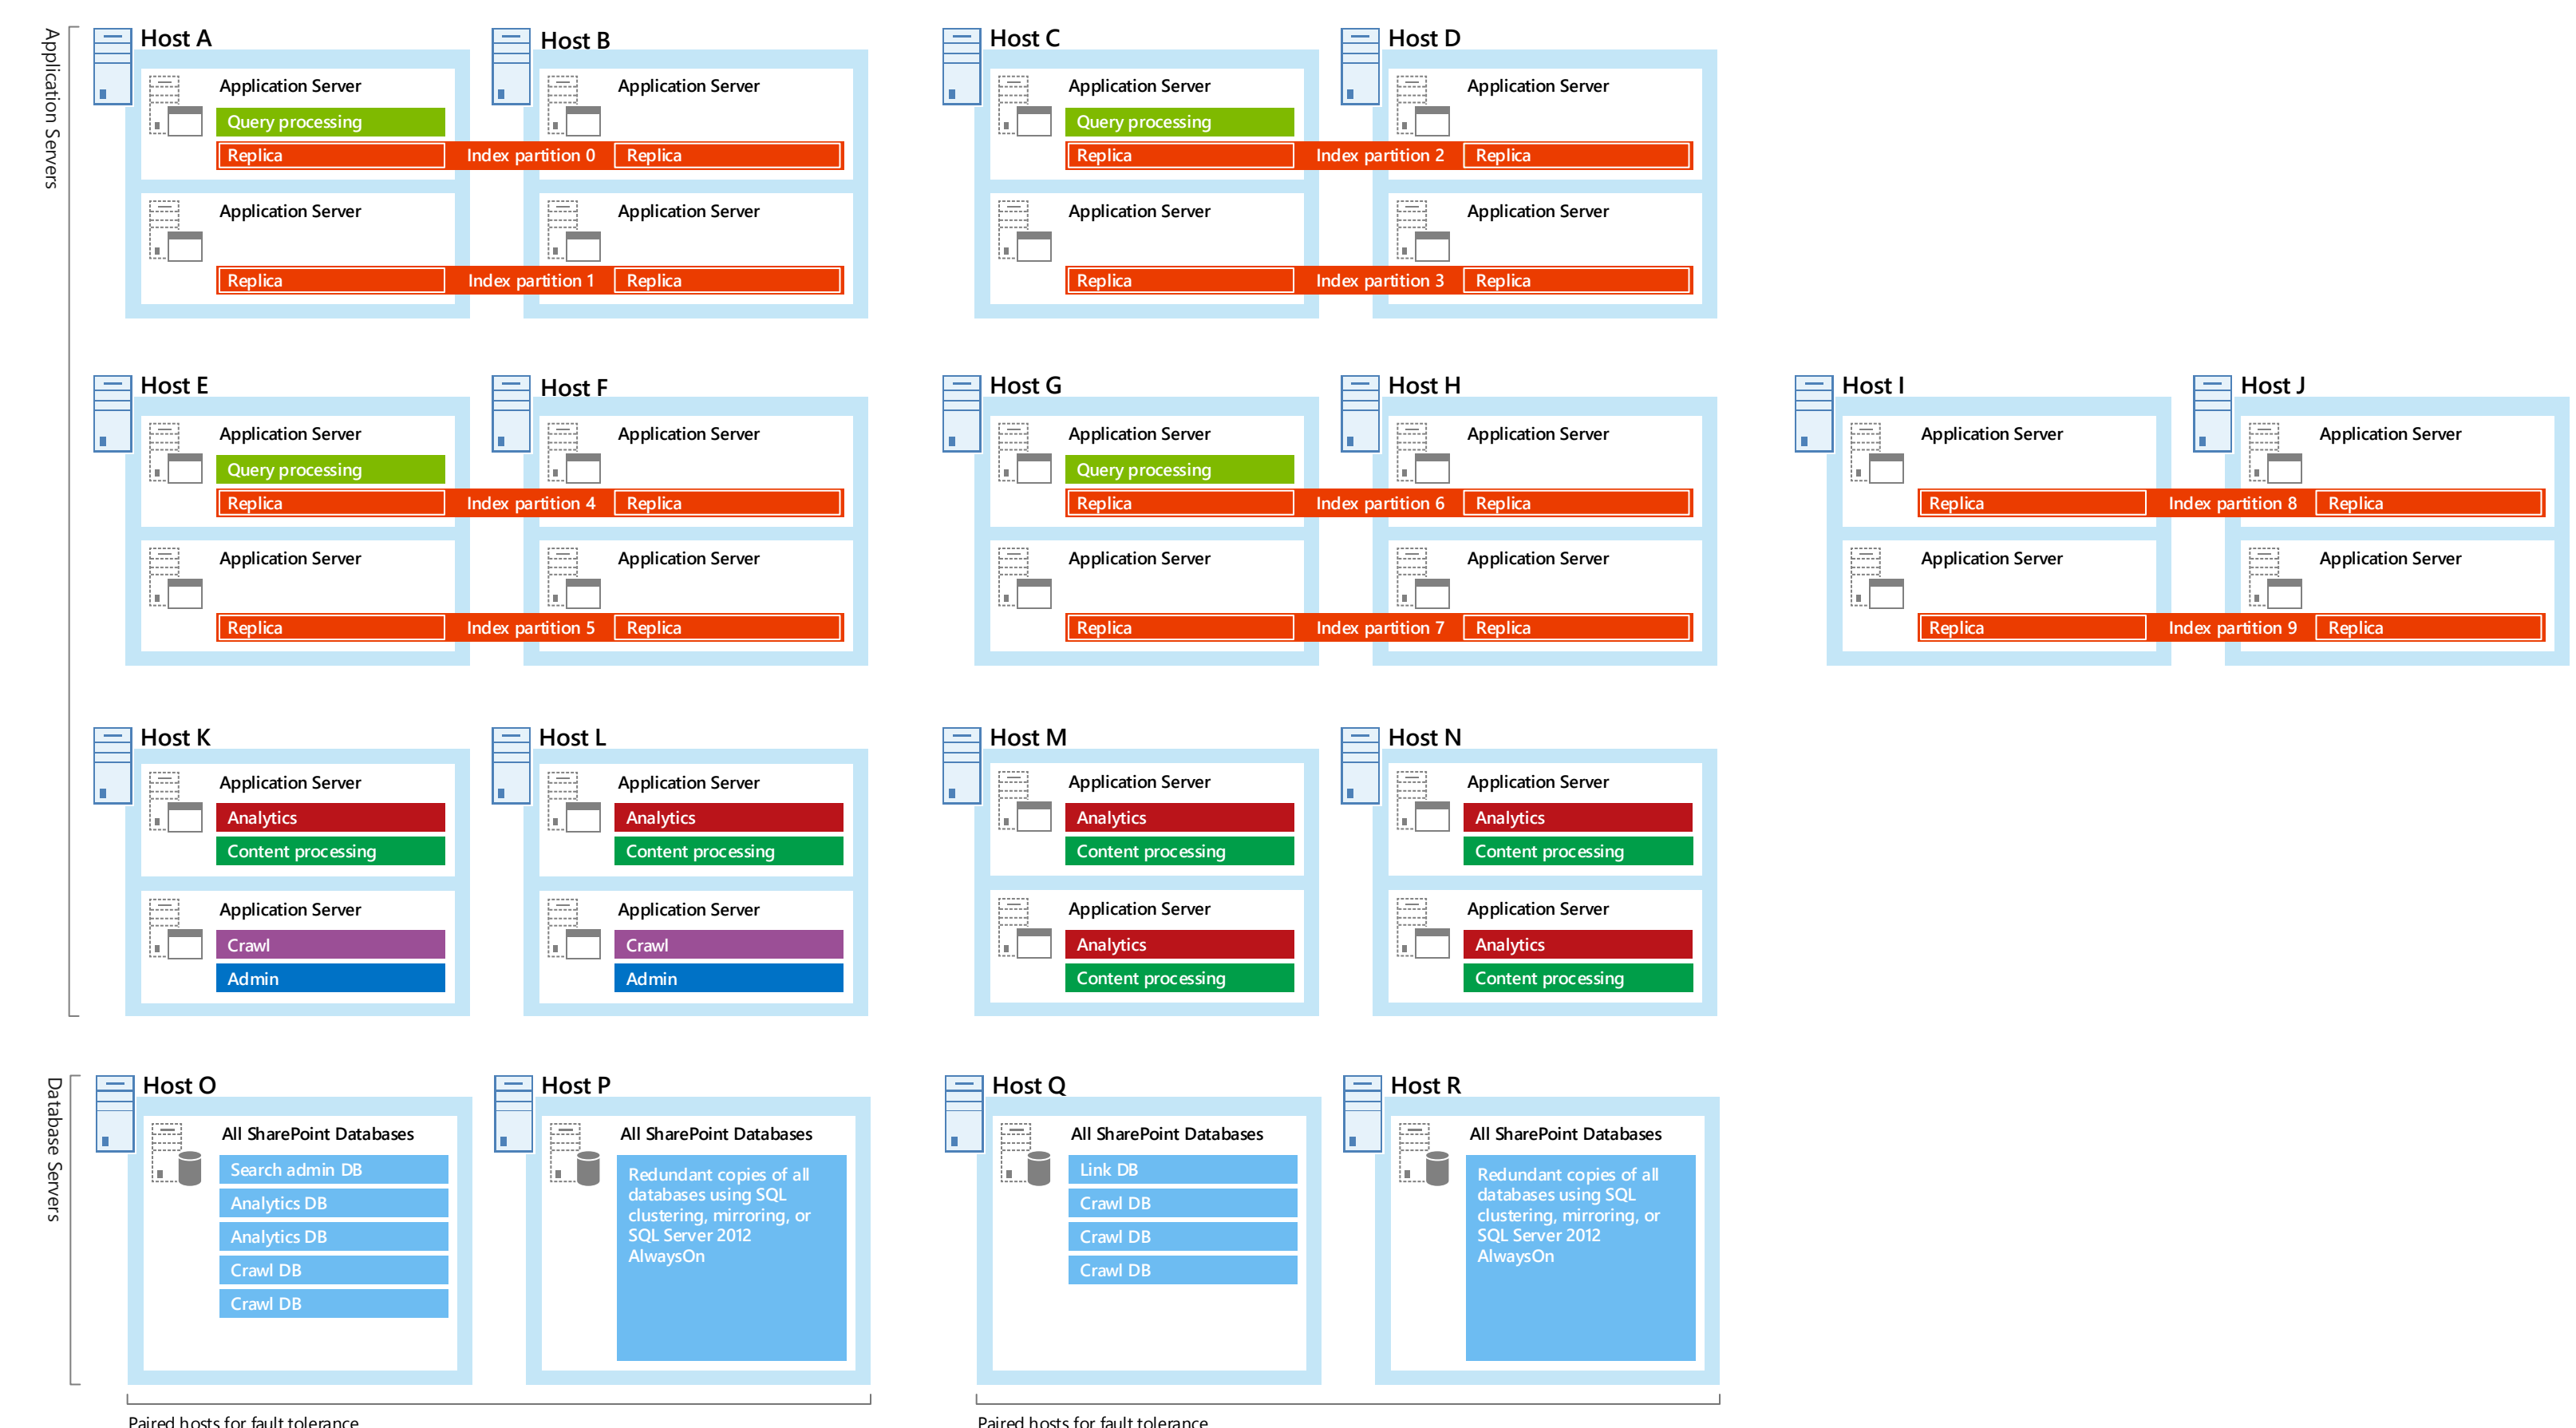 Application Servers
Host A
Application Server
Query processing
Replica
Index partition 0
Application Server
Replica
Index partition 1
Host B
Application Server
Replica
Application Server
Replica
Host C
Application Server
Query processing
Replica
Index partition 2
Application Server
Replica
Index partition 3
Host D
Application Server
Replica
Application Server
Replica
Host E
Application Server
Query processing
Replica
Index partition 4
Application Server
Replica
Index partition 5
Host F
Application Server
Replica
Application Server
Replica
Host G
Application Server
Query processing
Replica
Index partition 6
Application Server
Replica
Index partition 7
Host H
Application Server
Replica
Application Server
Replica
Host I
Application Server
Replica
Index partition 8
Application Server
Replica
Index partition 9
Host J
Application Server
Replica
Application Server
Replica
Host K
Application Server
Analytics
Content processing
Application Server
Crawl
Admin
Host L
Application Server
Analytics
Content processing
Application Server
Crawl
Admin
Host M
Application Server
Analytics
Content processing
Application Server
Analytics
Content processing
Host N
Application Server
Analytics
Content processing
Application Server
Analytics
Content processing
Database Servers
Host O
All SharePoint Databases
Search admin DB
Analytics DB
Analytics DB
Crawl DB
Crawl DB
Host P
All SharePoint Databases
Redundant copies of all
databases using SQL
clustering, mirroring, or
SQL Server 2012
AlwaysOn
Host Q
All SharePoint Databases
Link DB
Crawl DB
Crawl DB
Crawl DB
Host R
All SharePoint Databases
Redundant copies of all
databases using SQL
clustering, mirroring, or
SQL Server 2012
AlwaysOn
Paired hosts for fault tolerance
Paired hosts for fault tolerance